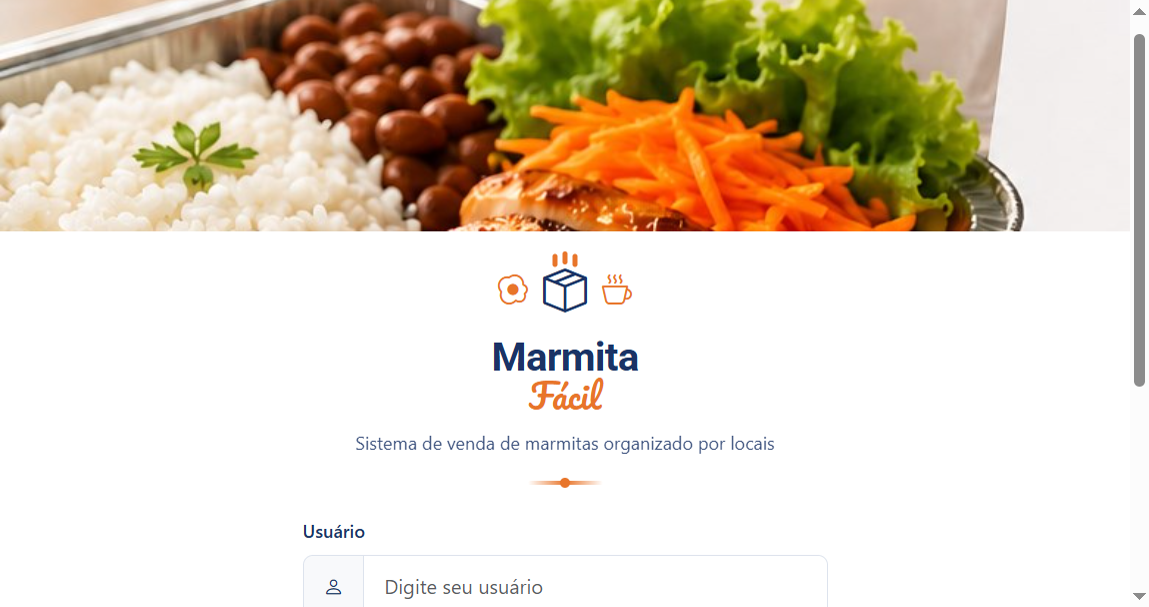 Marmita
Fácil
Sistema de venda de marmitas organizado por locais
Usuário
Digite seu usuário